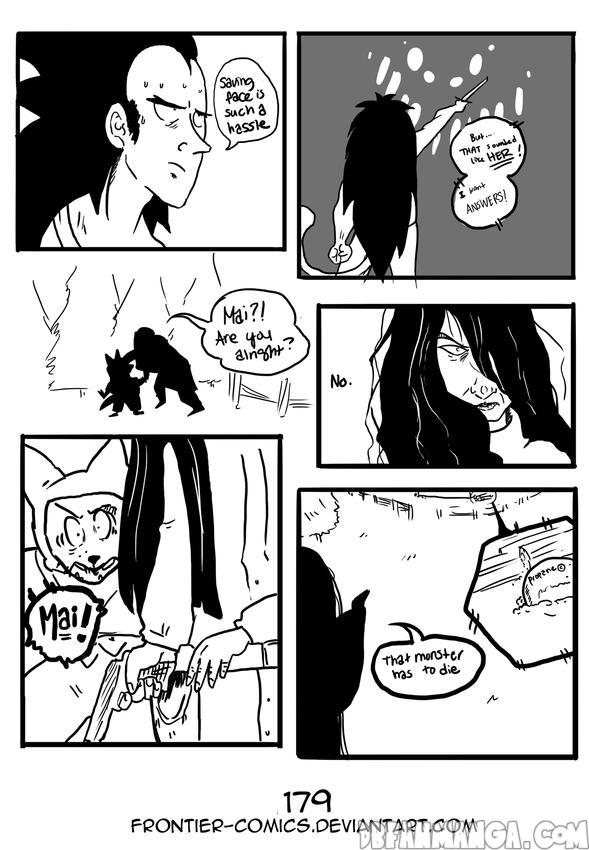 Saving
face is
such a
hassle
But...
THAT sounded
like HER!
I want
ANSWERS!
Mai?!
Are you
alright?
No.
Mai!
Propane©
That monster
has to die
179
FRONTIER-COMICS.DEVIANTART.COM
DBFANMANGA.COM